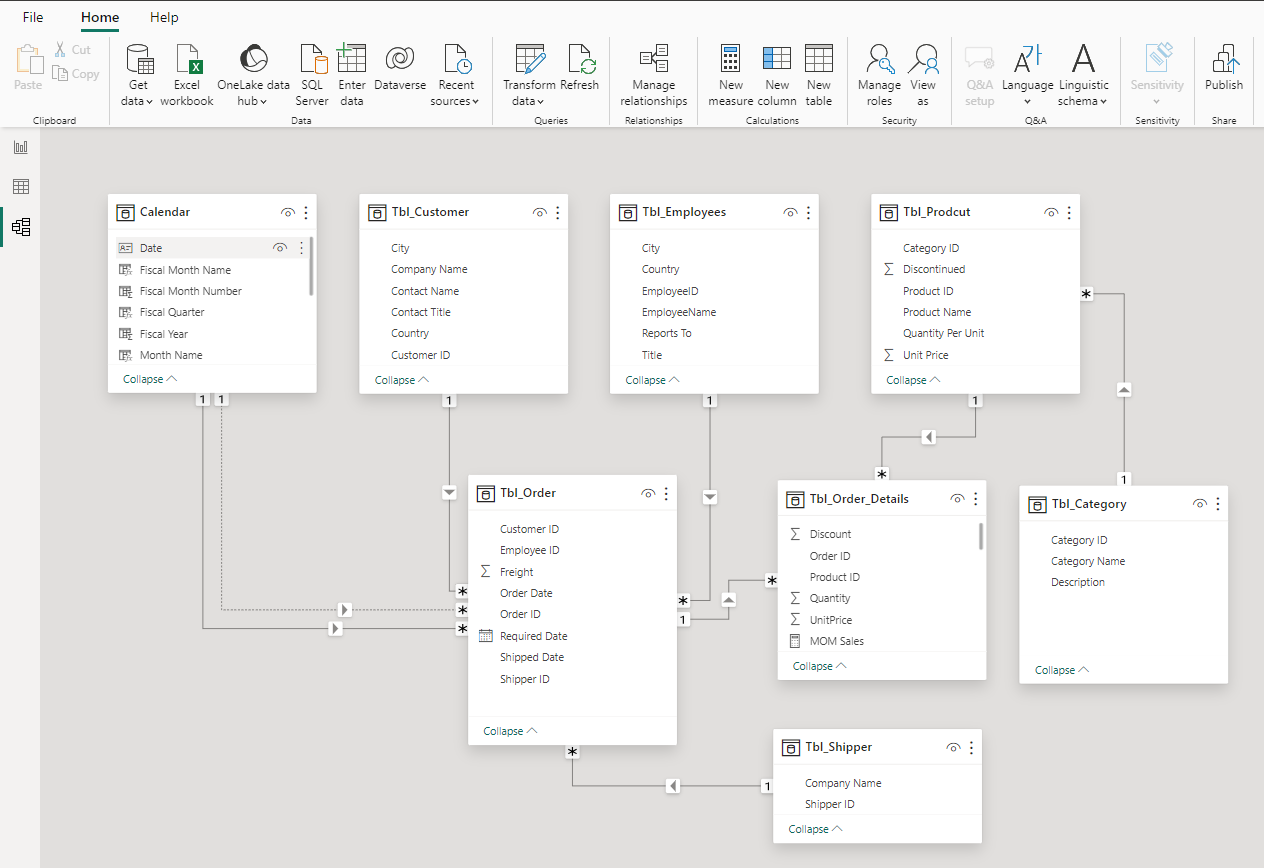 File Home Help
Paste
Cut
Copy
Clipboard
Get data
Excel workbook
OneLake data hub
SQL Server
Enter data
Dataverse
Recent sources
Data
Transform data
Refresh
Queries
Manage relationships
Relationships
New measure
New column
New table
Calculations
Manage roles
View as
Security
Q&A setup
Language
Linguistic schema
Q&A
Sensitivity
Sensitivity
Publish
Share
Calendar
Date
Fiscal Month Name
Fiscal Month Number
Fiscal Quarter
Fiscal Year
Month Name
Collapse
1 1
Tbl_Customer
City
Company Name
Contact Name
Contact Title
Country
Customer ID
Collapse
1
Tbl_Employees
City
Country
EmployeeID
EmployeeName
Reports To
Title
Collapse
1
Tbl_Prodcut
Category ID
Discontinued
Product ID
Product Name
Quantity Per Unit
Unit Price
Collapse
*
1
Tbl_Order
Customer ID
Employee ID
Freight
Order Date
Order ID
Required Date
Shipped Date
Shipper ID
Collapse
*
*
*
*
1
*
Tbl_Order_Details
Discount
Order ID
Product ID
Quantity
UnitPrice
MOM Sales
Collapse
*
*
Tbl_Category
Category ID
Category Name
Description
Collapse
1
Tbl_Shipper
Company Name
Shipper ID
Collapse
1